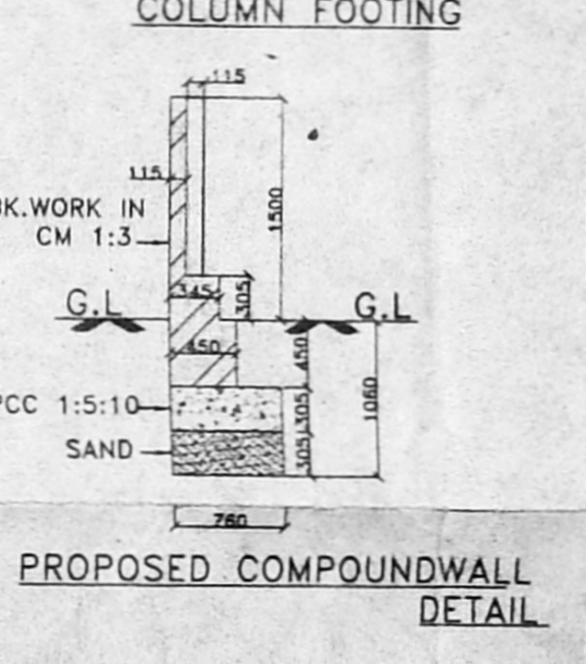 COLUMN FOOTING
115
115
BK.WORK IN
CM 1:3
1500
345
305
G.L
G.L
450
450
PCC 1:5:10
305
1060
SAND
305
760
PROPOSED COMPOUNDWALL
DETAIL